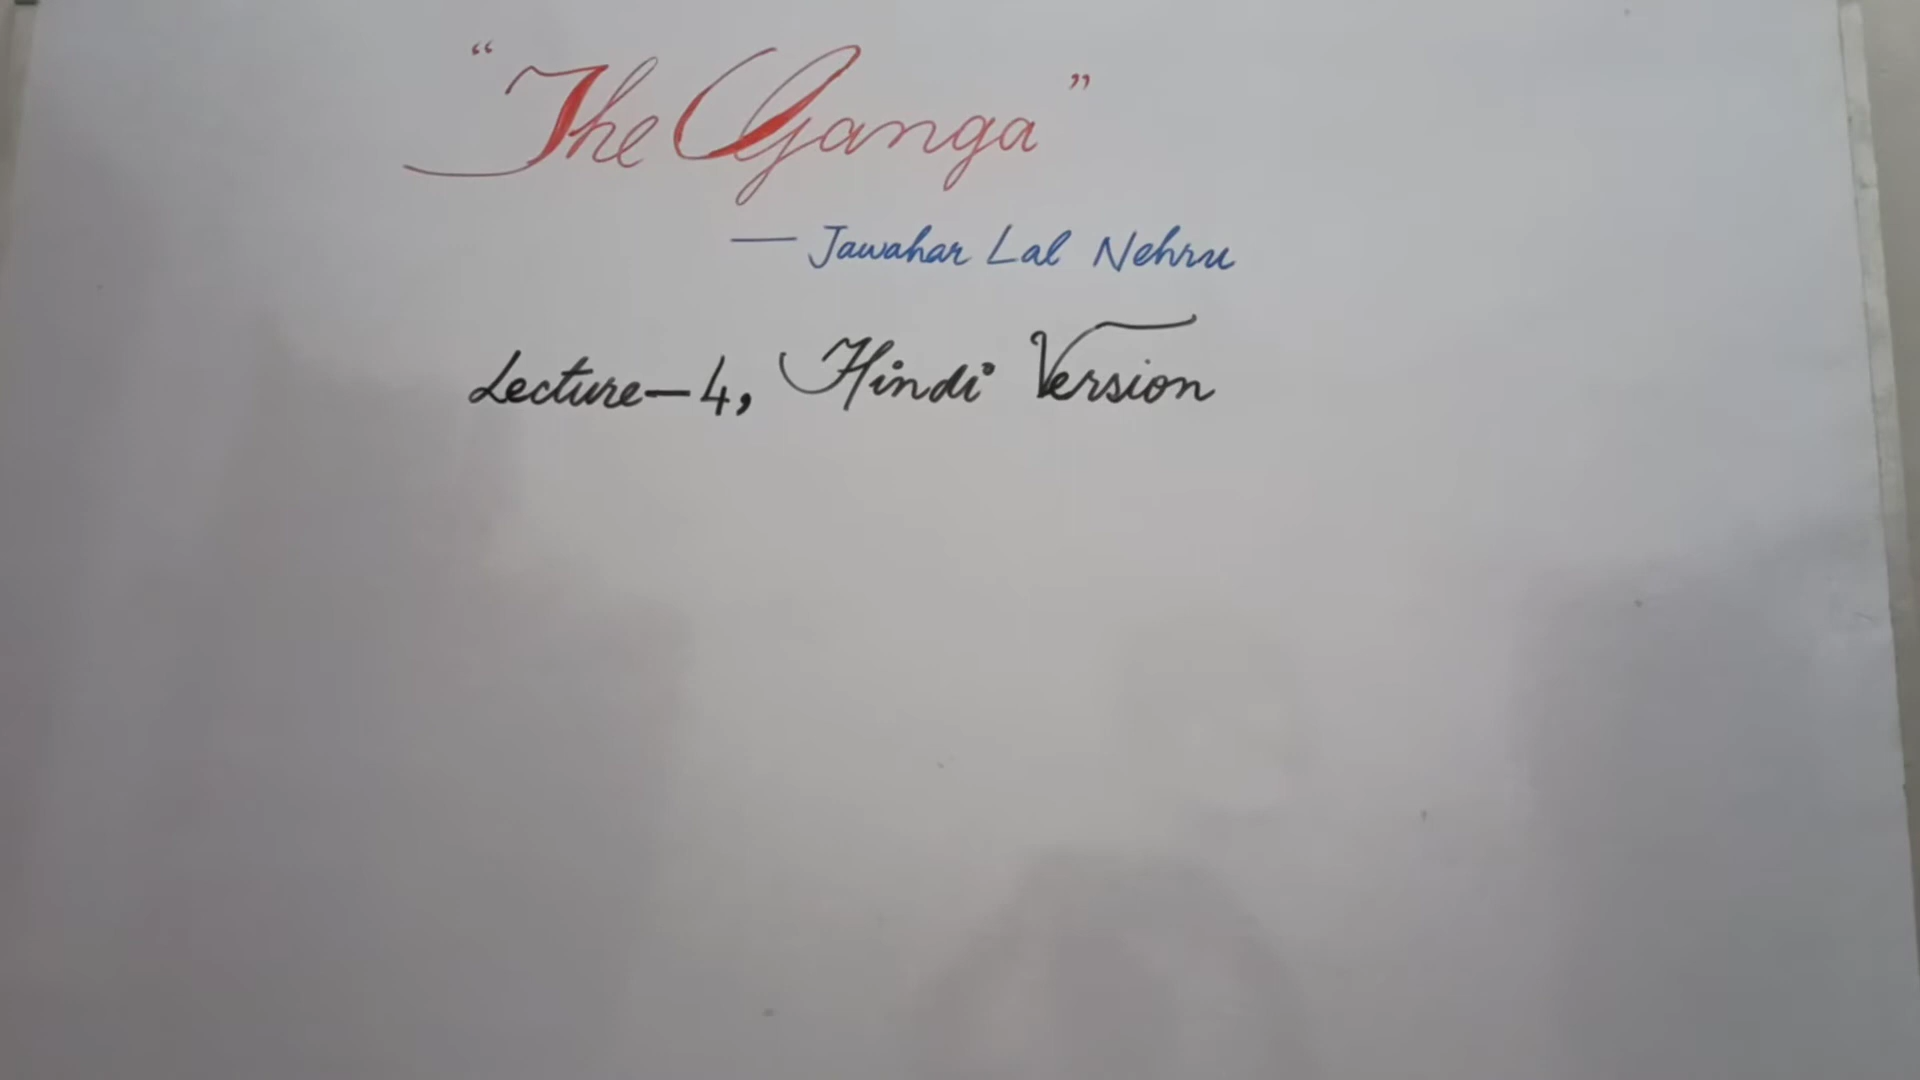 “The Ganga”
— Jawahar Lal Nehru
Lecture—4, Hindi Version